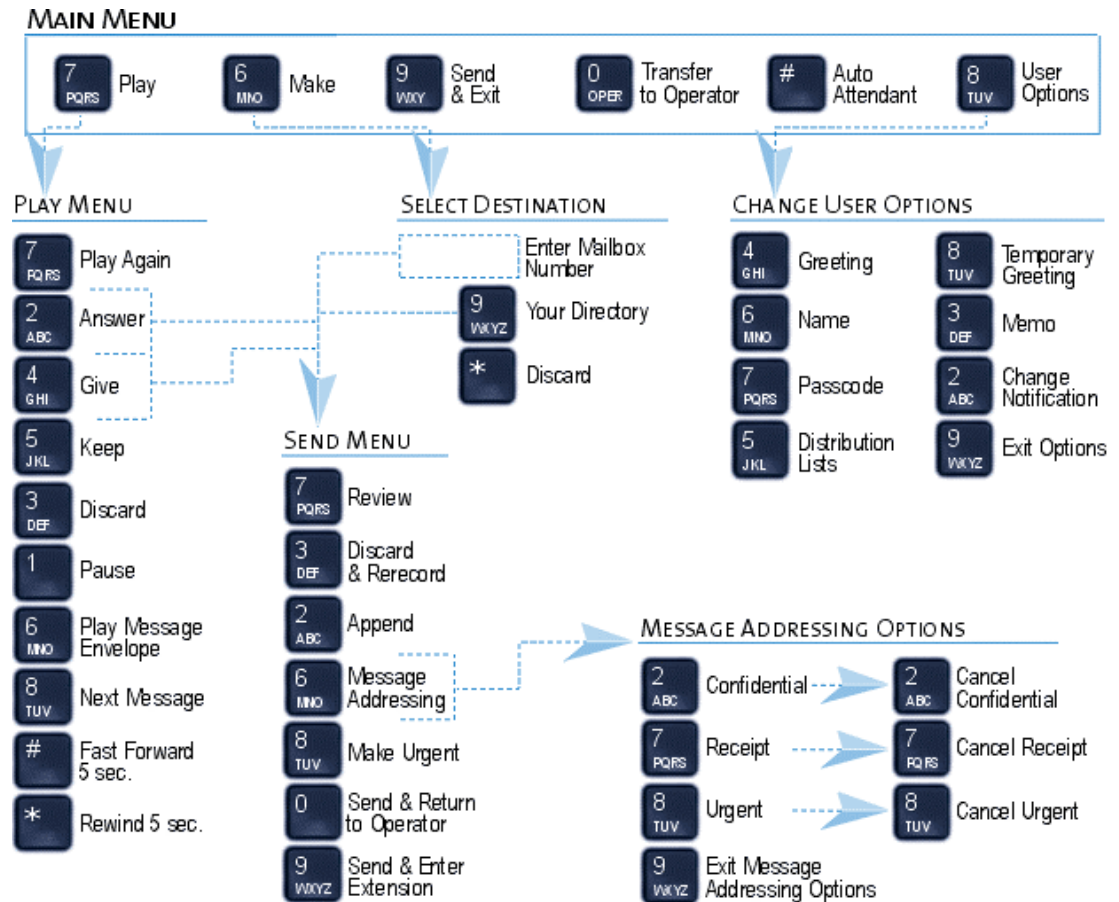 MAIN MENU
7 PQRS Play
6 MNO Make
9 WXY Send & Exit
0 OPER Transfer to Operator
# Auto Attendant
8 TUV User Options
PLAY MENU
7 PQRS Play Again
2 ABC Answer
4 GHI Give
5 JKL Keep
3 DEF Discard
1 Pause
6 MNO Play Message Envelope
8 TUV Next Message
# Fast Forward 5 sec.
* Rewind 5 sec.
SELECT DESTINATION
Enter Mailbox Number
9 WXYZ Your Directory
* Discard
SEND MENU
7 PQRS Review
3 DEF Discard & Rerecord
2 ABC Append
6 MNO Message Addressing
8 TUV Make Urgent
0 Send & Return to Operator
9 WXYZ Send & Enter Extension
CHANGE USER OPTIONS
4 GHI Greeting
6 MNO Name
7 PQRS Passcode
5 JKL Distribution Lists
8 TUV Temporary Greeting
3 DEF Memo
2 ABC Change Notification
9 WXYZ Exit Options
MESSAGE ADDRESSING OPTIONS
2 ABC Confidential
2 ABC Cancel Confidential
7 PQRS Receipt
7 PQRS Cancel Receipt
8 TUV Urgent
8 TUV Cancel Urgent
9 WXYZ Exit Message Addressing Options